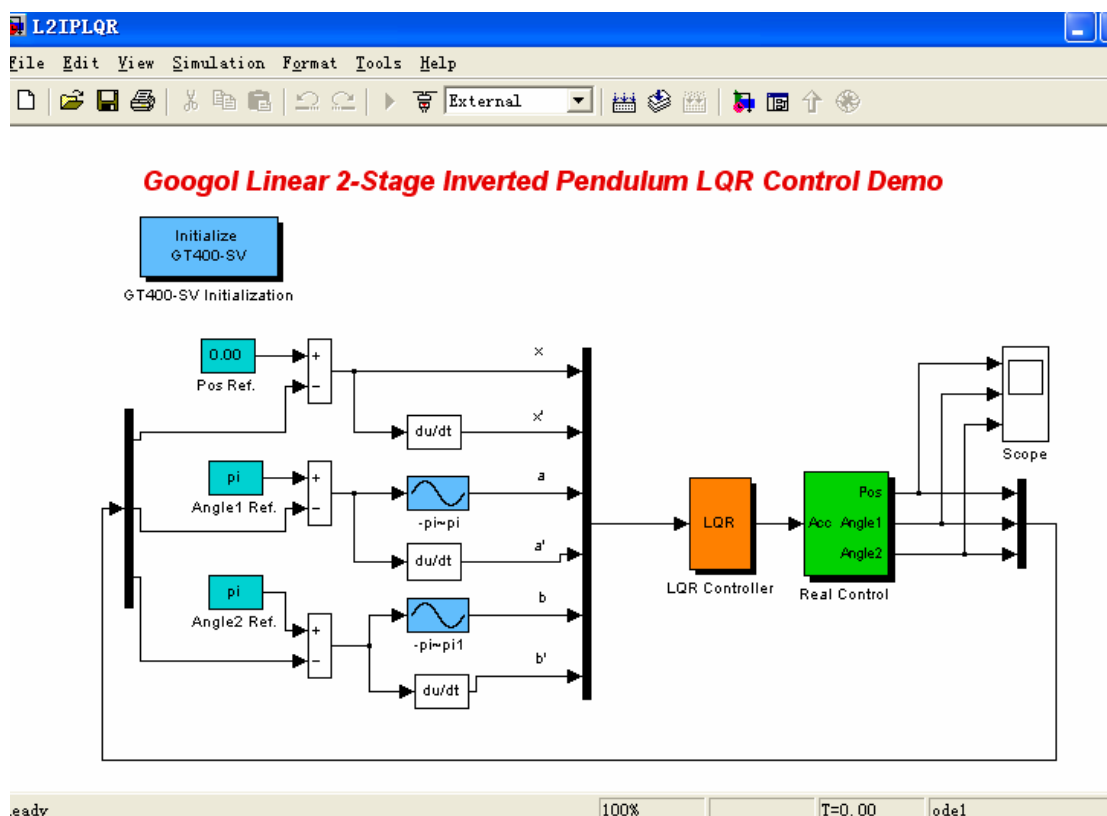 L2IPLQR
File Edit View Simulation Format Tools Help
External
Googol Linear 2-Stage Inverted Pendulum LQR Control Demo
Initialize
GT400-SV
GT400-SV Initialization
0.00
Pos Ref.
x
du/dt
x'
pi
Angle1 Ref.
-pi~pi
a
du/dt
a'
pi
Angle2 Ref.
-pi~pi1
b
du/dt
b'
LQR
LQR Controller
Pos
Acc Angle1
Angle2
Real Control
Scope
eady
100%
T=0.00
ode1